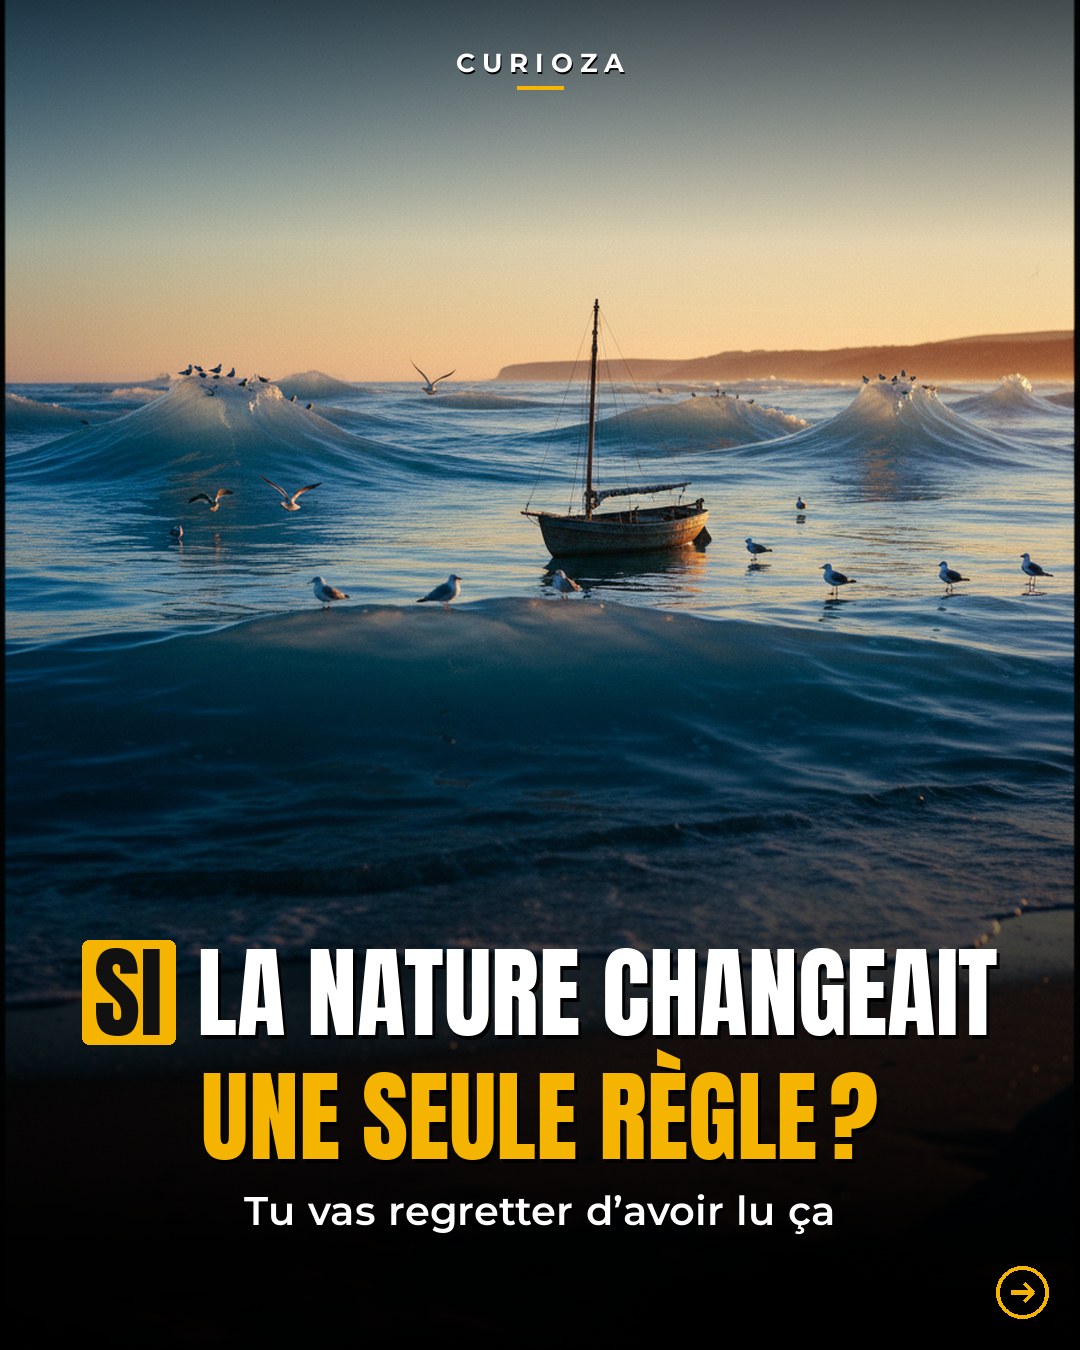 CURIOZA
SI LA NATURE CHANGEAIT
UNE SEULE RÈGLE ?
Tu vas regretter d’avoir lu ça